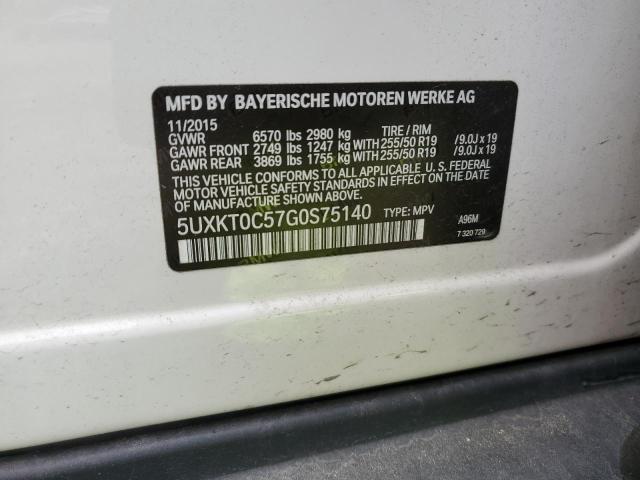 MFD BY BAYERISCHE MOTOREN WERKE AG
11/2015 TIRE / RIM
GVWR 6570 lbs 2980 kg
GAWR FRONT 2749 lbs 1247 kg WITH 255/50 R19 /9.0J x 19
GAWR REAR 3869 lbs 1755 kg WITH 255/50 R19 /9.0J x 19
THIS VEHICLE CONFORMS TO ALL APPLICABLE U.S. FEDERAL
MOTOR VEHICLE SAFETY STANDARDS IN EFFECT ON THE DATE
OF MANUFACTURE SHOWN ABOVE.
5UXKT0C57G0S75140 TYPE: MPV A96M
7 320 729